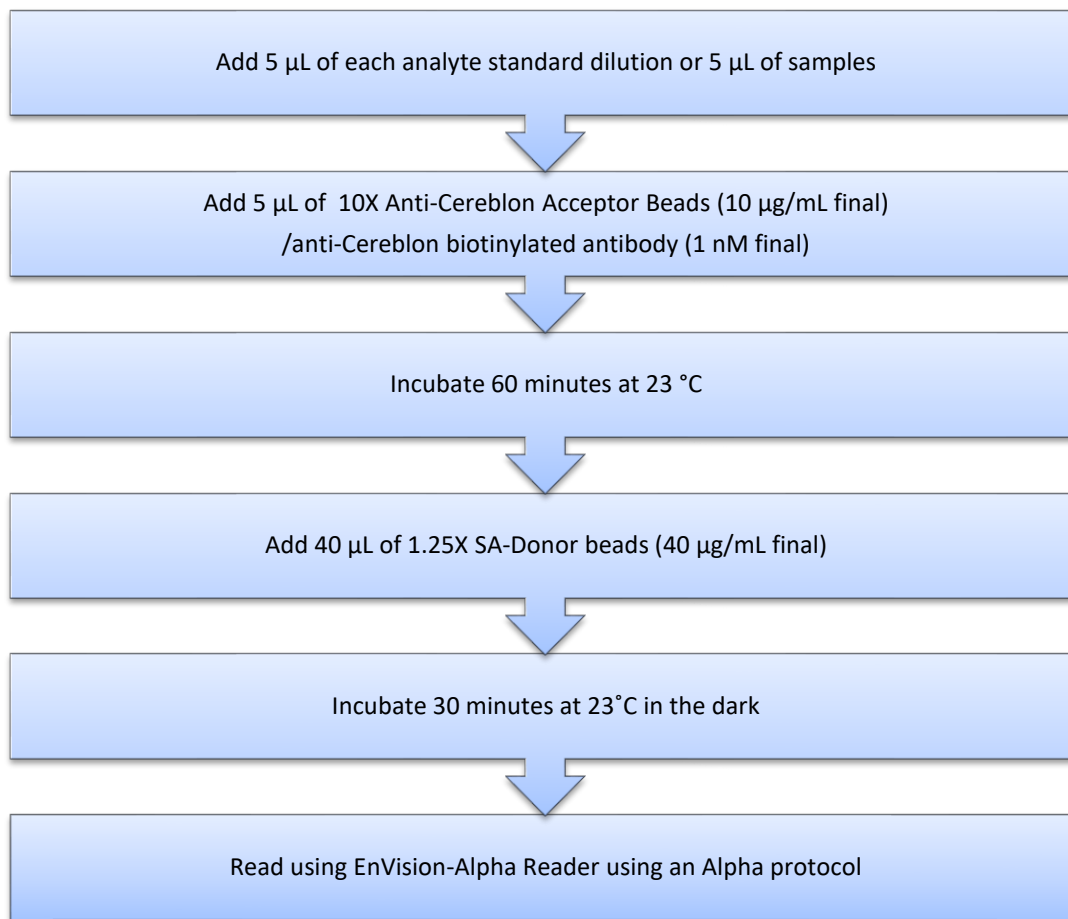 Add 5 µL of each analyte standard dilution or 5 µL of samples
Add 5 µL of  10X Anti-Cereblon Acceptor Beads (10 µg/mL final)
/anti-Cereblon biotinylated antibody (1 nM final)
Incubate 60 minutes at 23 °C
Add 40 µL of 1.25X SA-Donor beads (40 µg/mL final)
Incubate 30 minutes at 23˚C in the dark
Read using EnVision-Alpha Reader using an Alpha protocol